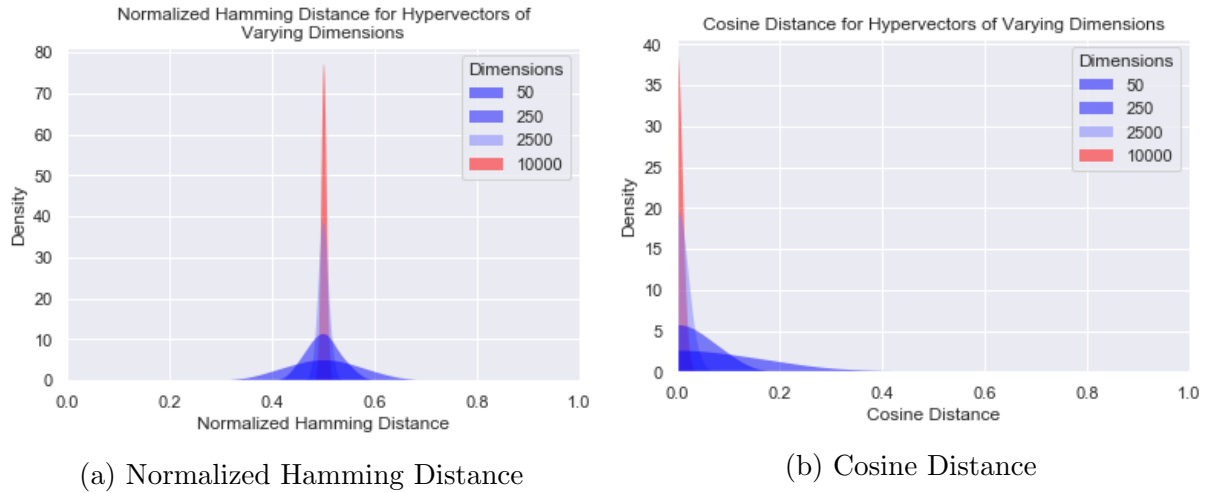 Normalized Hamming Distance for Hypervectors of
Varying Dimensions
80
70
60
50
40
30
20
10
0
Density
Dimensions
50
250
2500
10000
0.0 0.2 0.4 0.6 0.8 1.0
Normalized Hamming Distance
(a) Normalized Hamming Distance
Cosine Distance for Hypervectors of Varying Dimensions
40
35
30
25
20
15
10
5
0
Density
Dimensions
50
250
2500
10000
0.0 0.2 0.4 0.6 0.8 1.0
Cosine Distance
(b) Cosine Distance